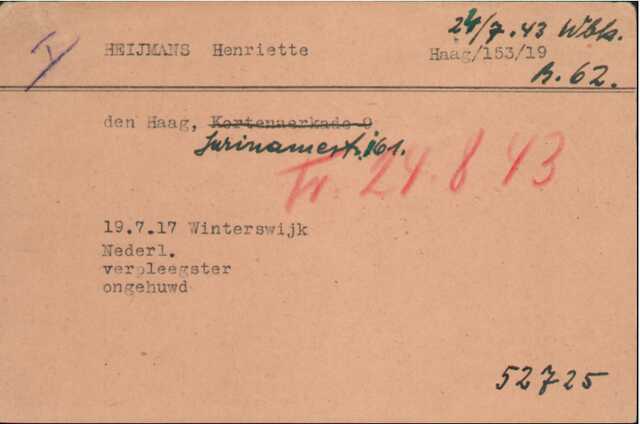 V
HEIJMANS Henriette
24/7.43 Wbk.
Haag/153/19
B. 62.
den Haag, Kortenaerkade 9
Surinamestr. 161.
Tr. 24.8 43
19.7.17 Winterswijk
Nederl.
verpleegster
ongehuwd
52725